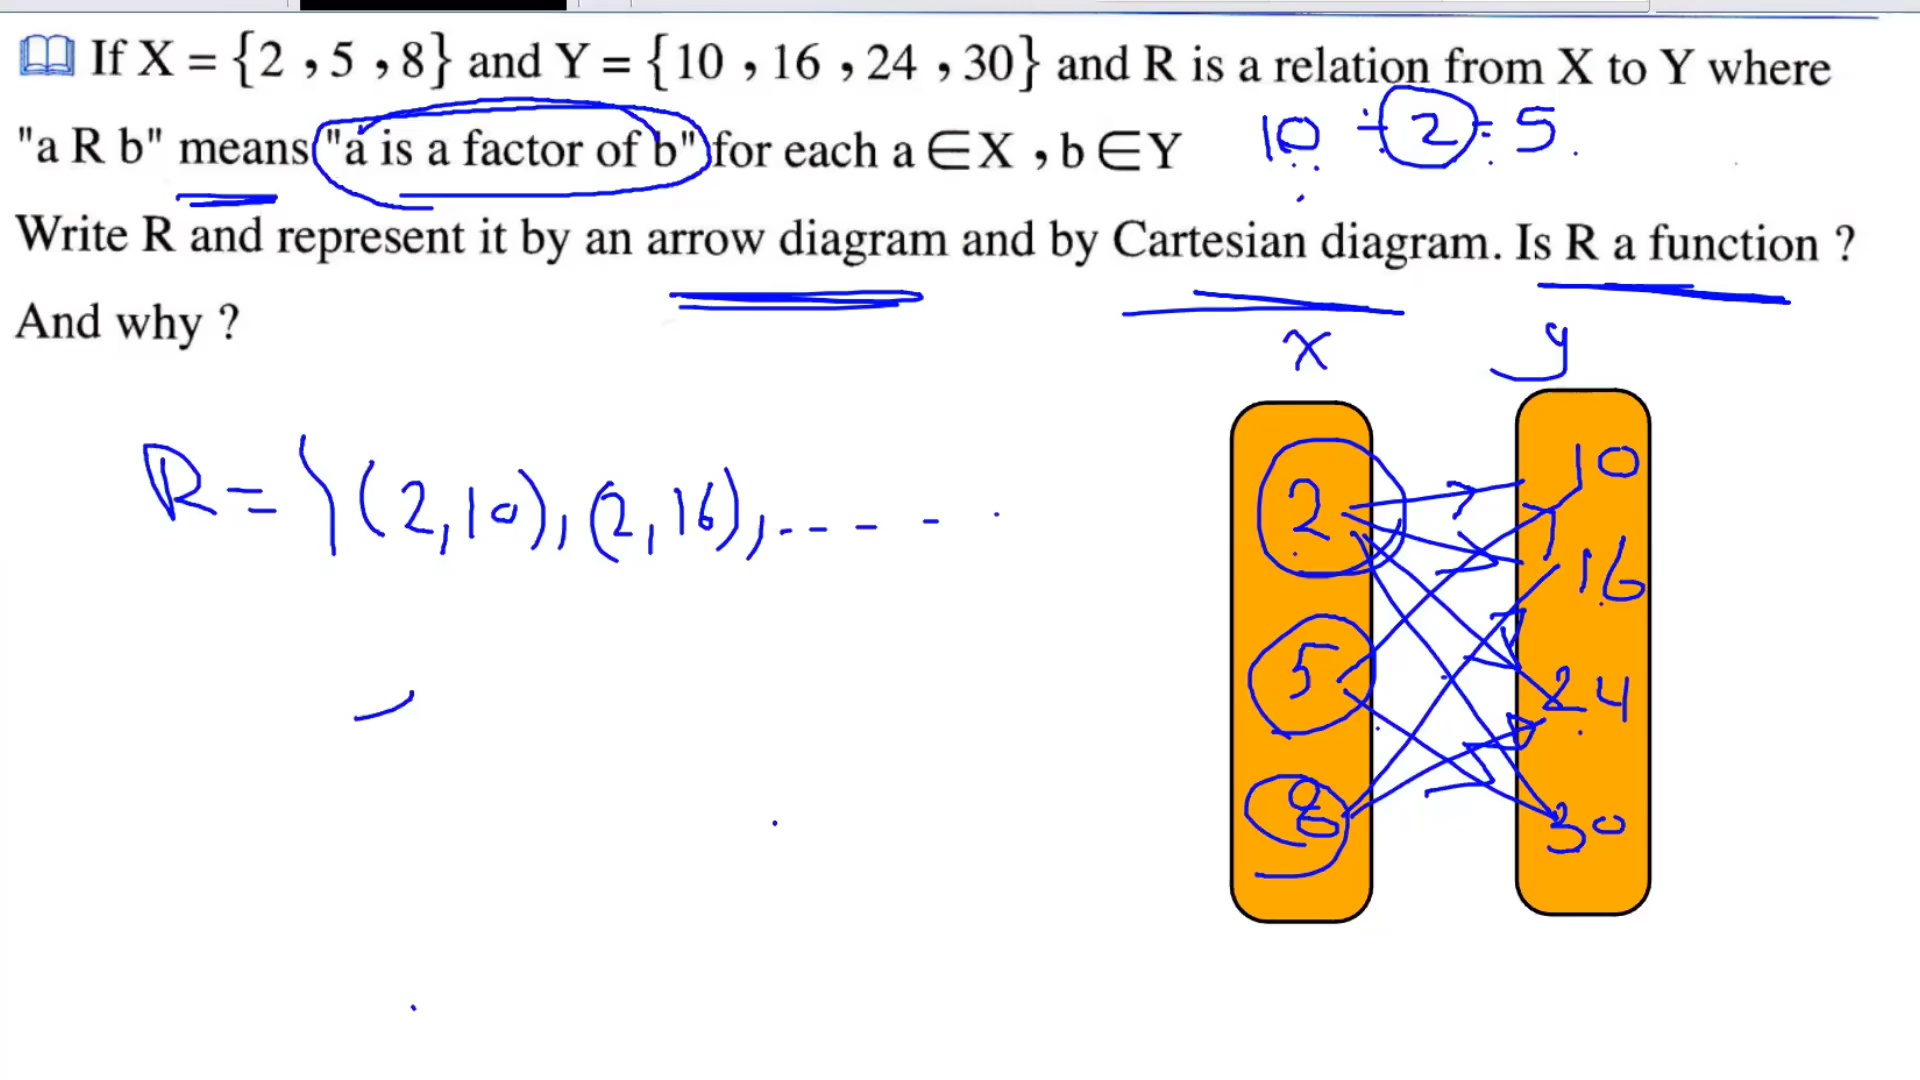 If X = {2 , 5 , 8} and Y = {10 , 16 , 24 , 30} and R is a relation from X to Y where
"a R b" means "a is a factor of b" for each a ∈ X , b ∈ Y
10 ÷ 2 = 5
Write R and represent it by an arrow diagram and by Cartesian diagram. Is R a function ?
And why ?
x y
R = { (2,10), (2,16), - - - -
2 10
16
5 24
8 30